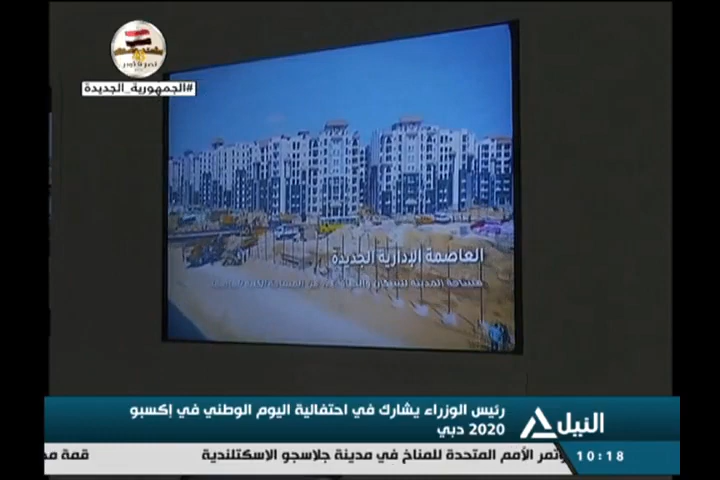 #الجمهورية_الجديدة
العاصمة الإدارية الجديدة
رئيس الوزراء يشارك في احتفالية اليوم الوطني في إكسبو
2020 دبي
النيل
تمر الأمم المتحدة للمناخ في مدينة جلاسجو الاسكتلندية
قمة
10:18